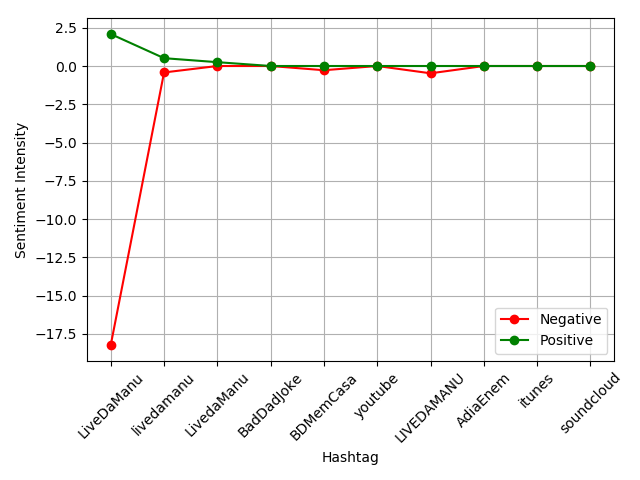 2.5
0.0
−2.5
−5.0
−7.5
−10.0
−12.5
−15.0
−17.5
Sentiment Intensity
Negative
Positive
LiveDaManu
livedamanu
LivedaManu
BadDadJoke
BDMemCasa
youtube
LIVEDAMANU
AdiaEnem
itunes
soundcloud
Hashtag